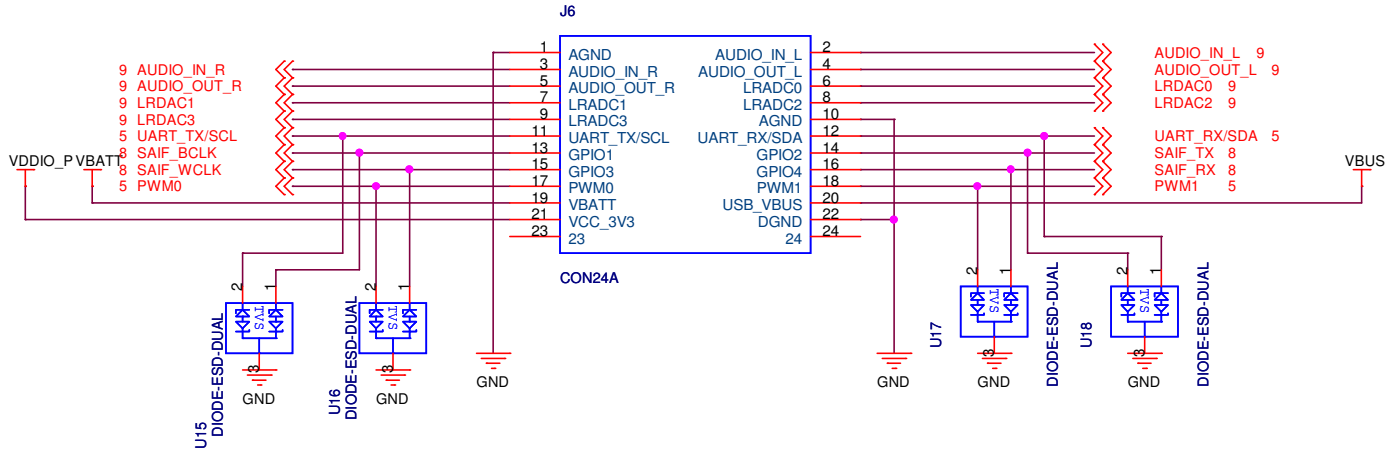 J6
1 AGND AUDIO_IN_L 2 AUDIO_IN_L 9
9 AUDIO_IN_R 3 AUDIO_IN_R AUDIO_OUT_L 4 AUDIO_OUT_L 9
9 AUDIO_OUT_R 5 AUDIO_OUT_R LRADC0 6 LRDAC0 9
9 LRDAC1 7 LRADC1 LRADC2 8 LRDAC2 9
9 LRDAC3 9 LRADC3 AGND 10
5 UART_TX/SCL 11 UART_TX/SCL UART_RX/SDA 12 UART_RX/SDA 5
8 SAIF_BCLK 13 GPIO1 GPIO2 14 SAIF_TX 8
VDDIO_P VBATT VBUS
8 SAIF_WCLK 15 GPIO3 GPIO4 16 SAIF_RX 8
5 PWM0 17 PWM0 PWM1 18 PWM1 5
19 VBATT USB_VBUS 20
21 VCC_3V3 DGND 22
23 23 24 24
CON24A
2 1 TVS 3 GND
U15
DIODE-ESD-DUAL
2 1 TVS 3 GND
U16
DIODE-ESD-DUAL
GND
GND
2 1 TVS 3 GND
U17
DIODE-ESD-DUAL
2 1 TVS 3 GND
U18
DIODE-ESD-DUAL